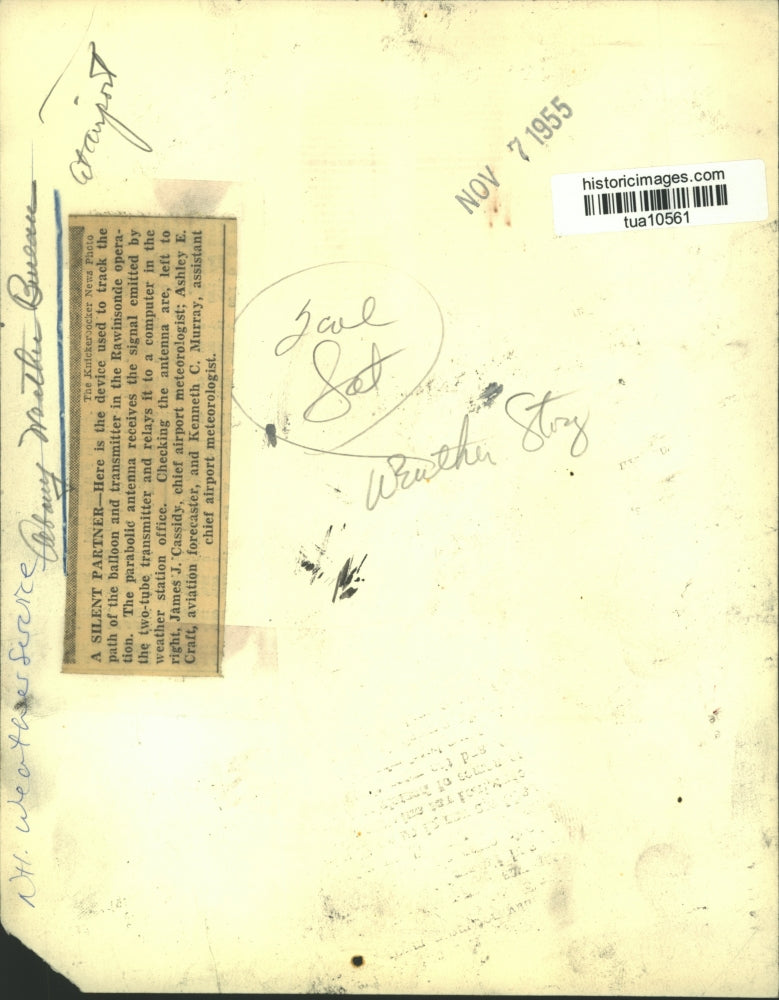 at airport
NOV 7 1955
historicimages.com
tua10561
Albany Weather Bureau
Ntl. Weather Service
The Knickerbocker News Photo
A SILENT PARTNER—Here is the device used to track the
path of the balloon and transmitter in the Rawinsonde opera-
tion. The parabolic antenna receives the signal emitted by
the two-tube transmitter and relays it to a computer in the
weather station office. Checking the antenna are, left to
right, James J. Cassidy, chief airport meteorologist; Ashley E.
Craft, aviation forecaster, and Kenneth C. Murray, assistant
chief airport meteorologist.
Sat
Weather Story